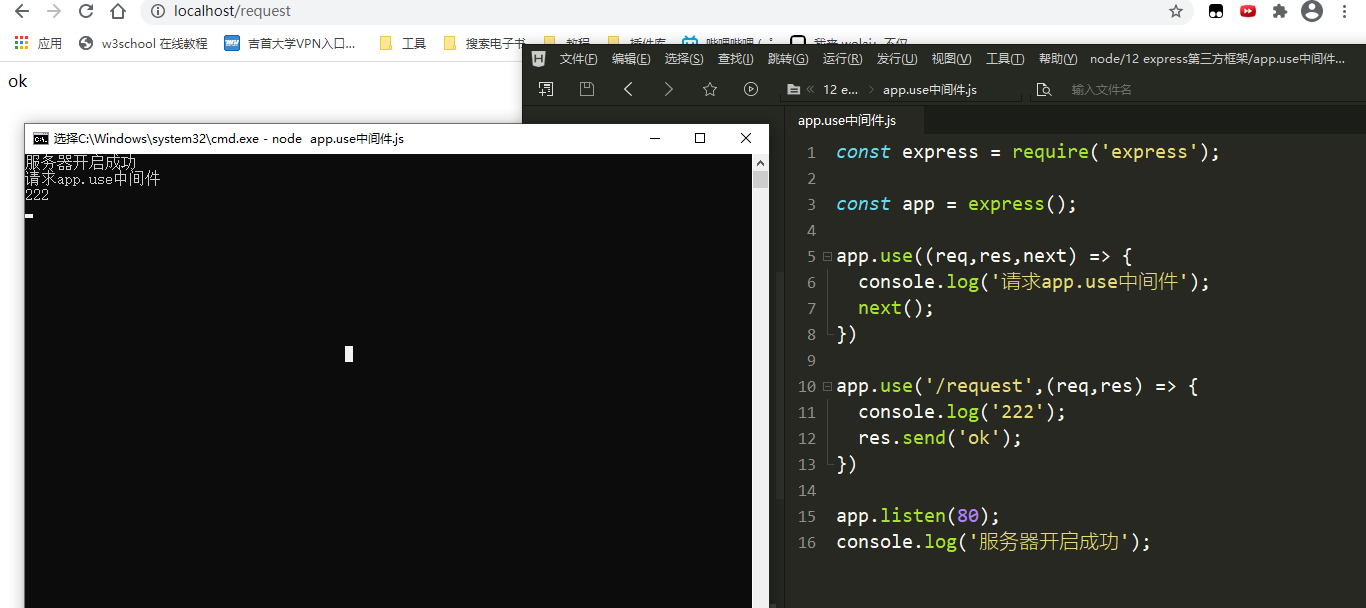 localhost/request
应用
w3school 在线教程
吉首大学VPN入口...
工具
搜索电子书
ok
文件(F) 编辑(E) 选择(S) 查找(I) 跳转(G) 运行(R) 发行(U) 视图(V) 工具(T) 帮助(Y) node/12 express第三方框架/app.use中间件...
12 e... app.use中间件.js 输入文件名
选择C:\Windows\system32\cmd.exe - node app.use中间件.js
服务器开启成功
请求app.use中间件
222
app.use中间件.js
1 const express = require('express');
2
3 const app = express();
4
5 app.use((req,res,next) => {
6 console.log('请求app.use中间件');
7 next();
8 })
9
10 app.use('/request',(req,res) => {
11 console.log('222');
12 res.send('ok');
13 })
14
15 app.listen(80);
16 console.log('服务器开启成功');